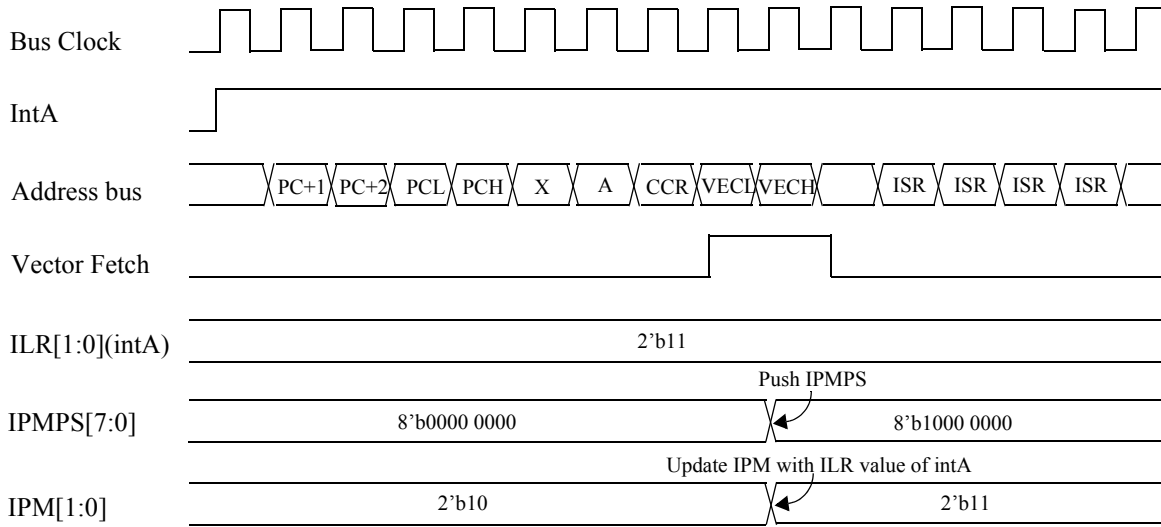 Bus Clock
IntA
Address bus PC+1 PC+2 PCL PCH X A CCR VECL VECH ISR ISR ISR ISR
Vector Fetch
ILR[1:0](intA) 2’b11
Push IPMPS
IPMPS[7:0] 8’b0000 0000 8’b1000 0000
Update IPM with ILR value of intA
IPM[1:0] 2’b10 2’b11